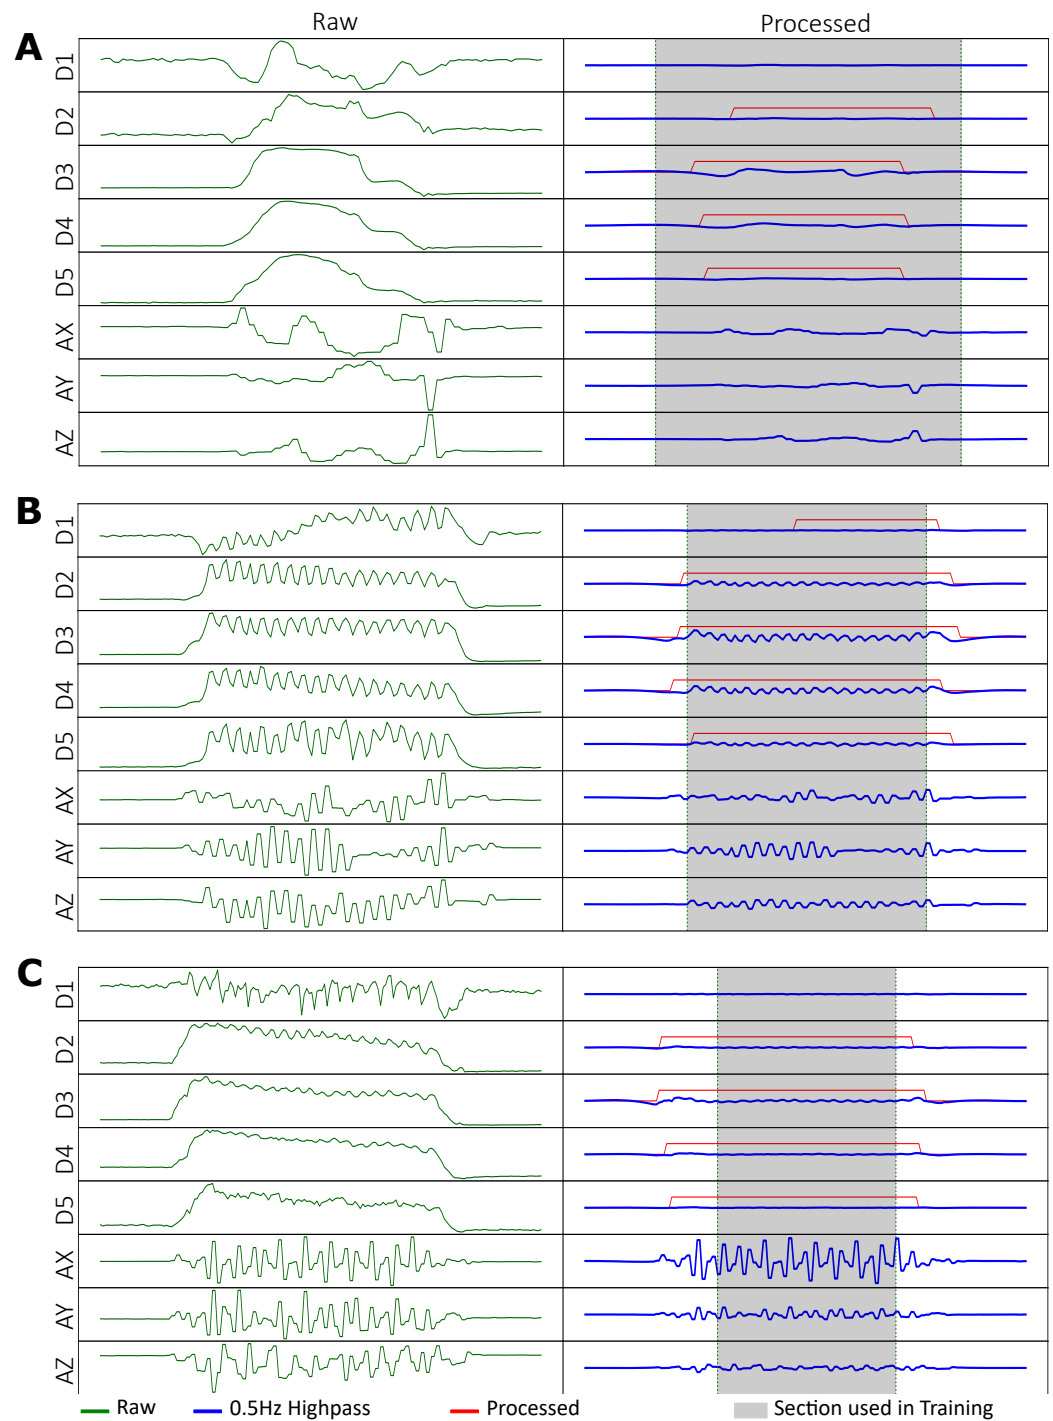 Raw Processed
A
D1
D2
D3
D4
D5
AX
AY
AZ
B
D1
D2
D3
D4
D5
AX
AY
AZ
C
D1
D2
D3
D4
D5
AX
AY
AZ
Raw 0.5Hz Highpass Processed Section used in Training